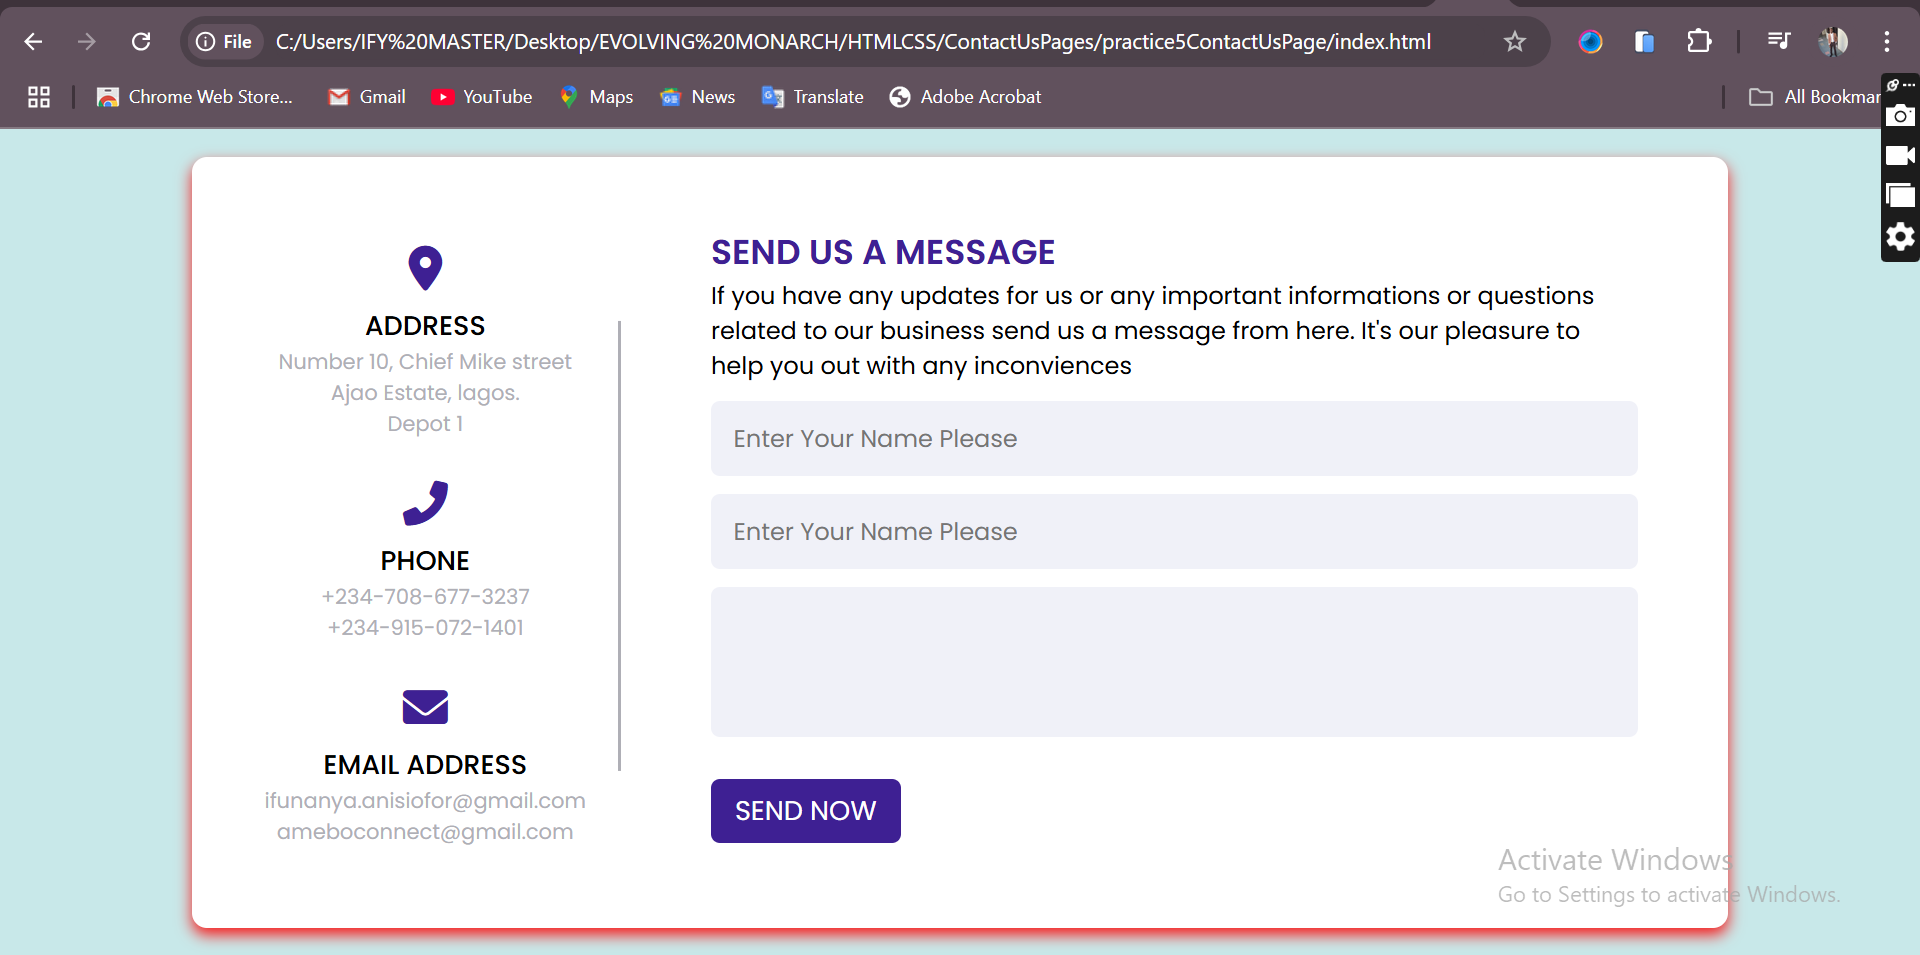 File C:/Users/IFY%20MASTER/Desktop/EVOLVING%20MONARCH/HTMLCSS/ContactUsPages/practice5ContactUsPage/index.html
Chrome Web Store... Gmail YouTube Maps News Translate Adobe Acrobat All Bookmar
ADDRESS
Number 10, Chief Mike street
Ajao Estate, lagos.
Depot 1
PHONE
+234-708-677-3237
+234-915-072-1401
EMAIL ADDRESS
ifunanya.anisiofor@gmail.com
ameboconnect@gmail.com
SEND US A MESSAGE
If you have any updates for us or any important informations or questions
related to our business send us a message from here. It's our pleasure to
help you out with any inconviences
Enter Your Name Please
Enter Your Name Please
SEND NOW
Activate Windows
Go to Settings to activate Windows.